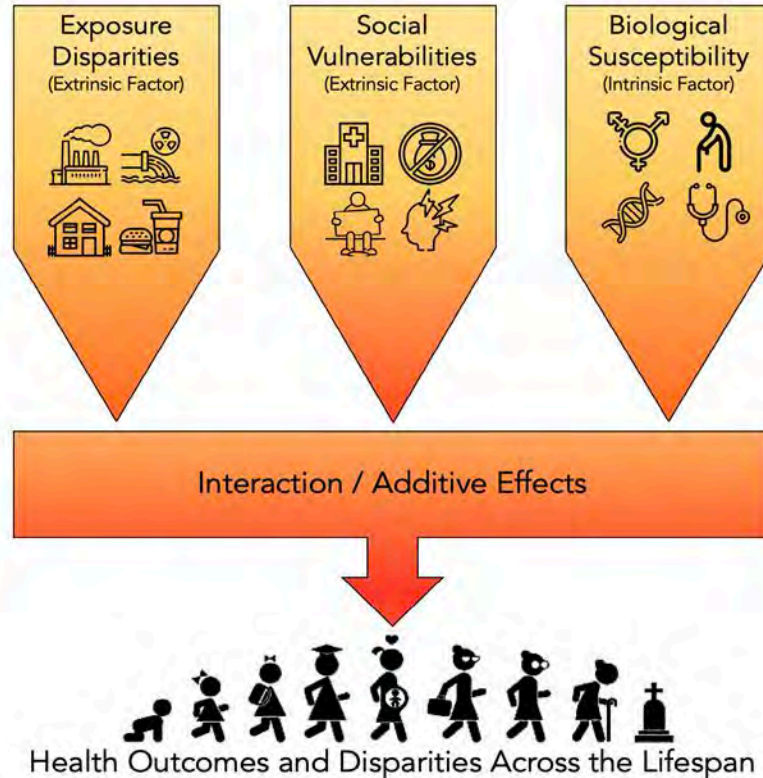 Exposure
Disparities
(Extrinsic Factor)
Social
Vulnerabilities
(Extrinsic Factor)
Biological
Susceptibility
(Intrinsic Factor)
Interaction / Additive Effects
Health Outcomes and Disparities Across the Lifespan